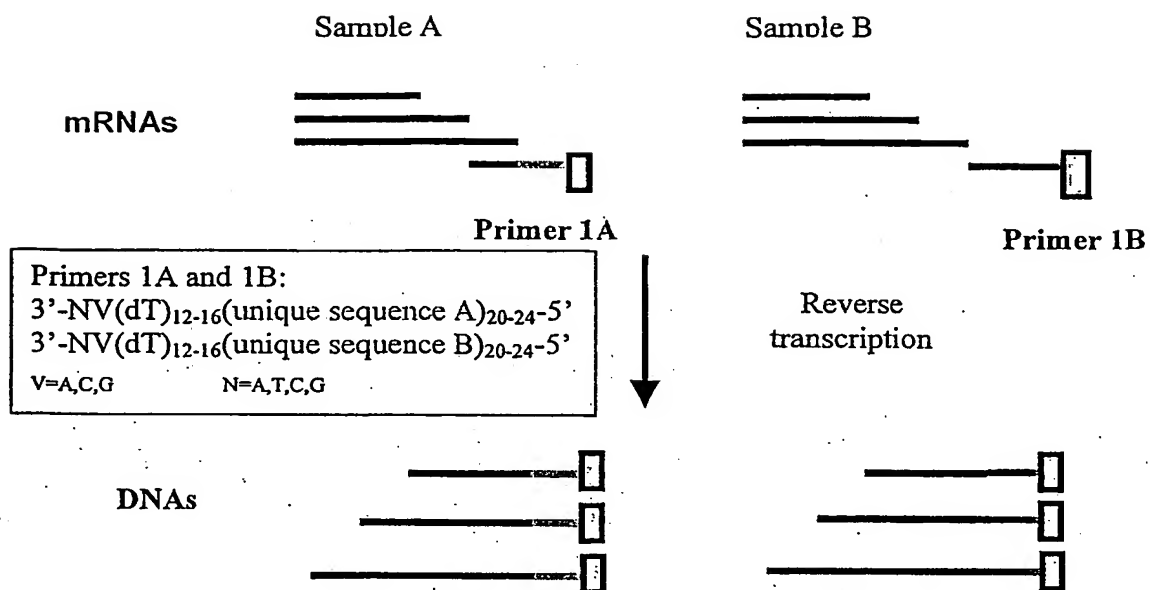 Sample A
Sample B
mRNAs
Primer 1A
Primer 1B
Primers 1A and 1B:
3’-NV(dT)12-16(unique sequence A)20-24-5’
3’-NV(dT)12-16(unique sequence B)20-24-5’
V=A,C,G N=A,T,C,G
Reverse
transcription
DNAs